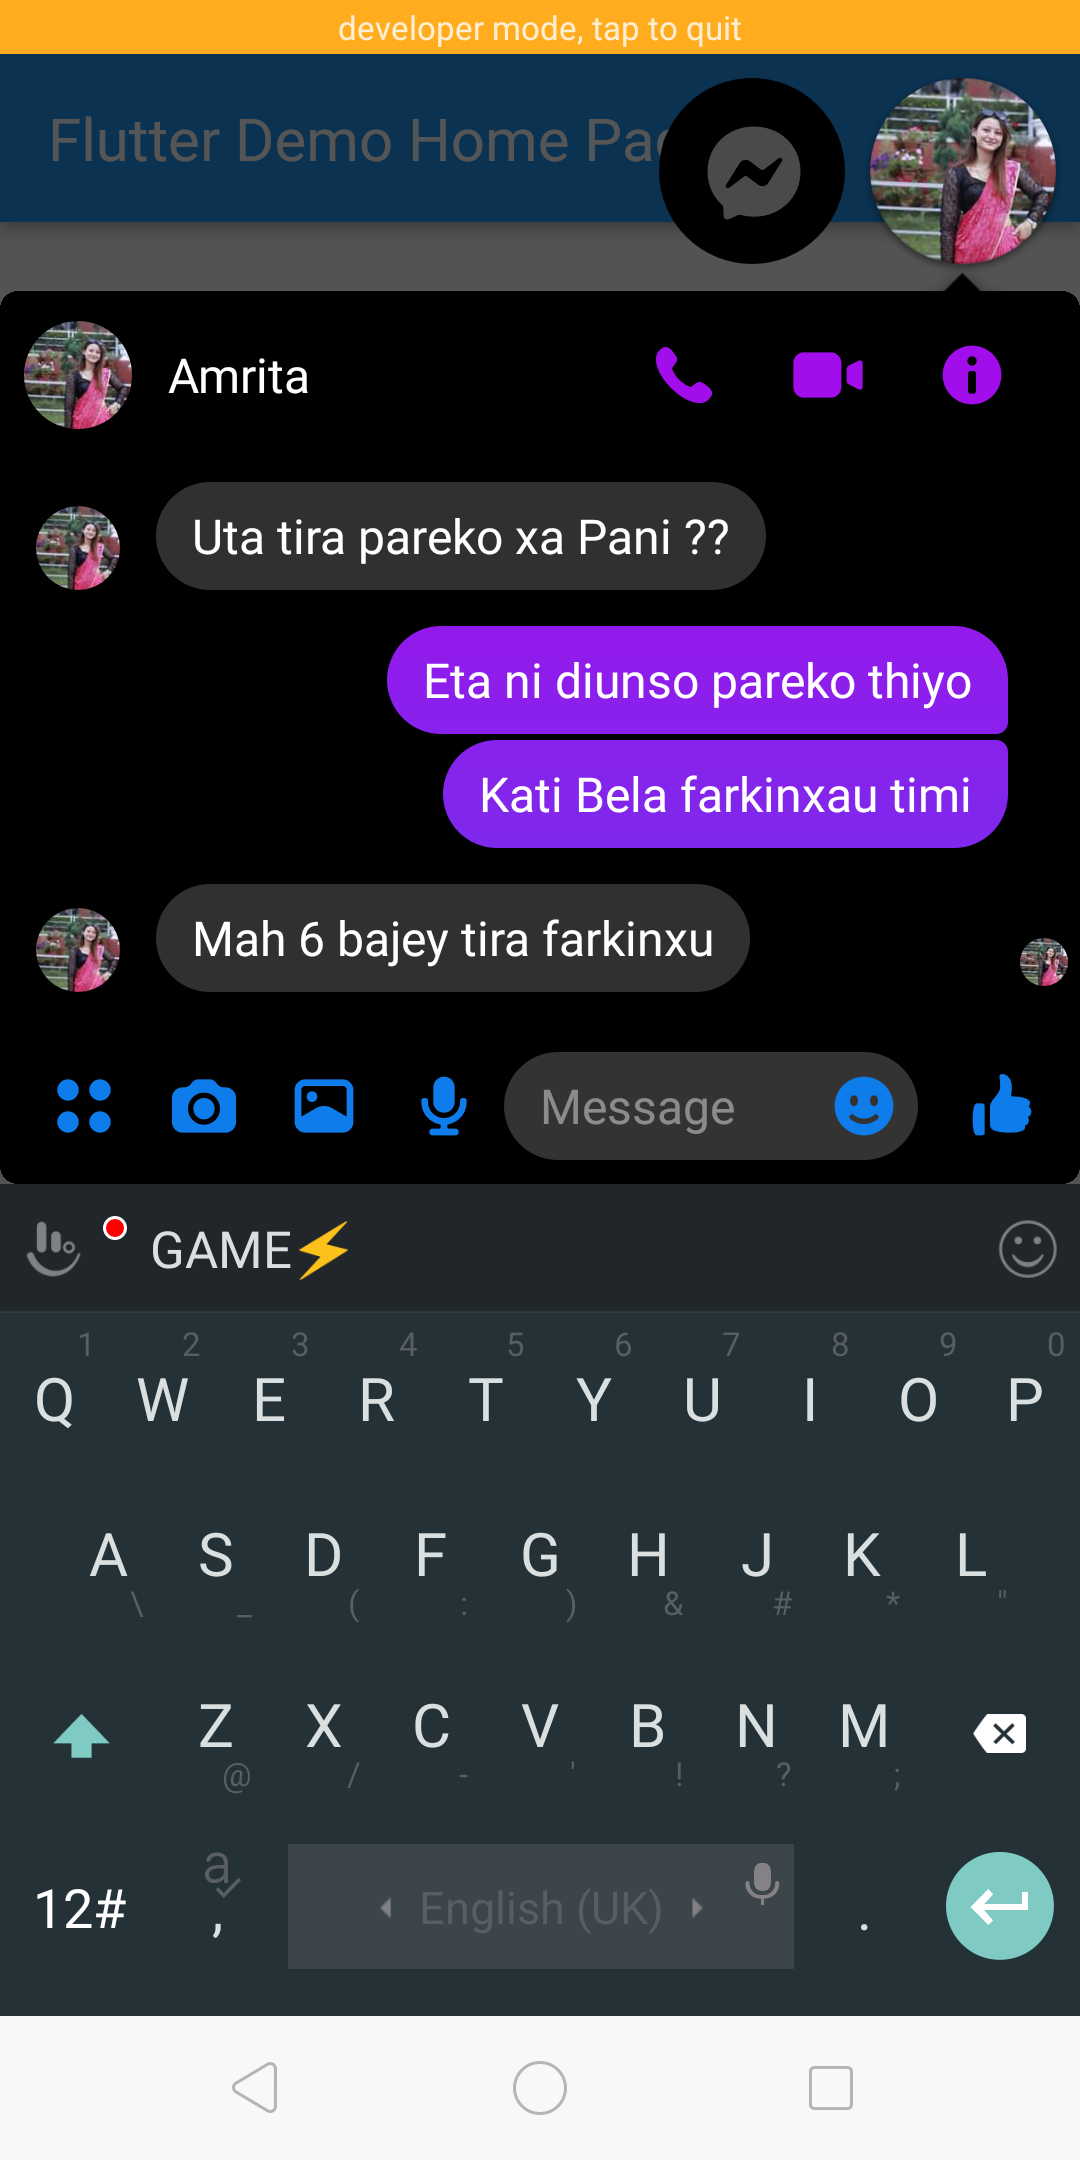 developer mode, tap to quit
Flutter Demo Home Pa
Amrita
Uta tira pareko xa Pani ??
Eta ni diunso pareko thiyo
Kati Bela farkinxau timi
Mah 6 bajey tira farkinxu
Message
GAME⚡
1 2 3 4 5 6 7 8 9 0
Q W E R T Y U I O P
A S D F G H J K L
\ _ ( : ) & # * "
Z X C V B N M
@ / - ' ! ? ;
12# a , English (UK) .